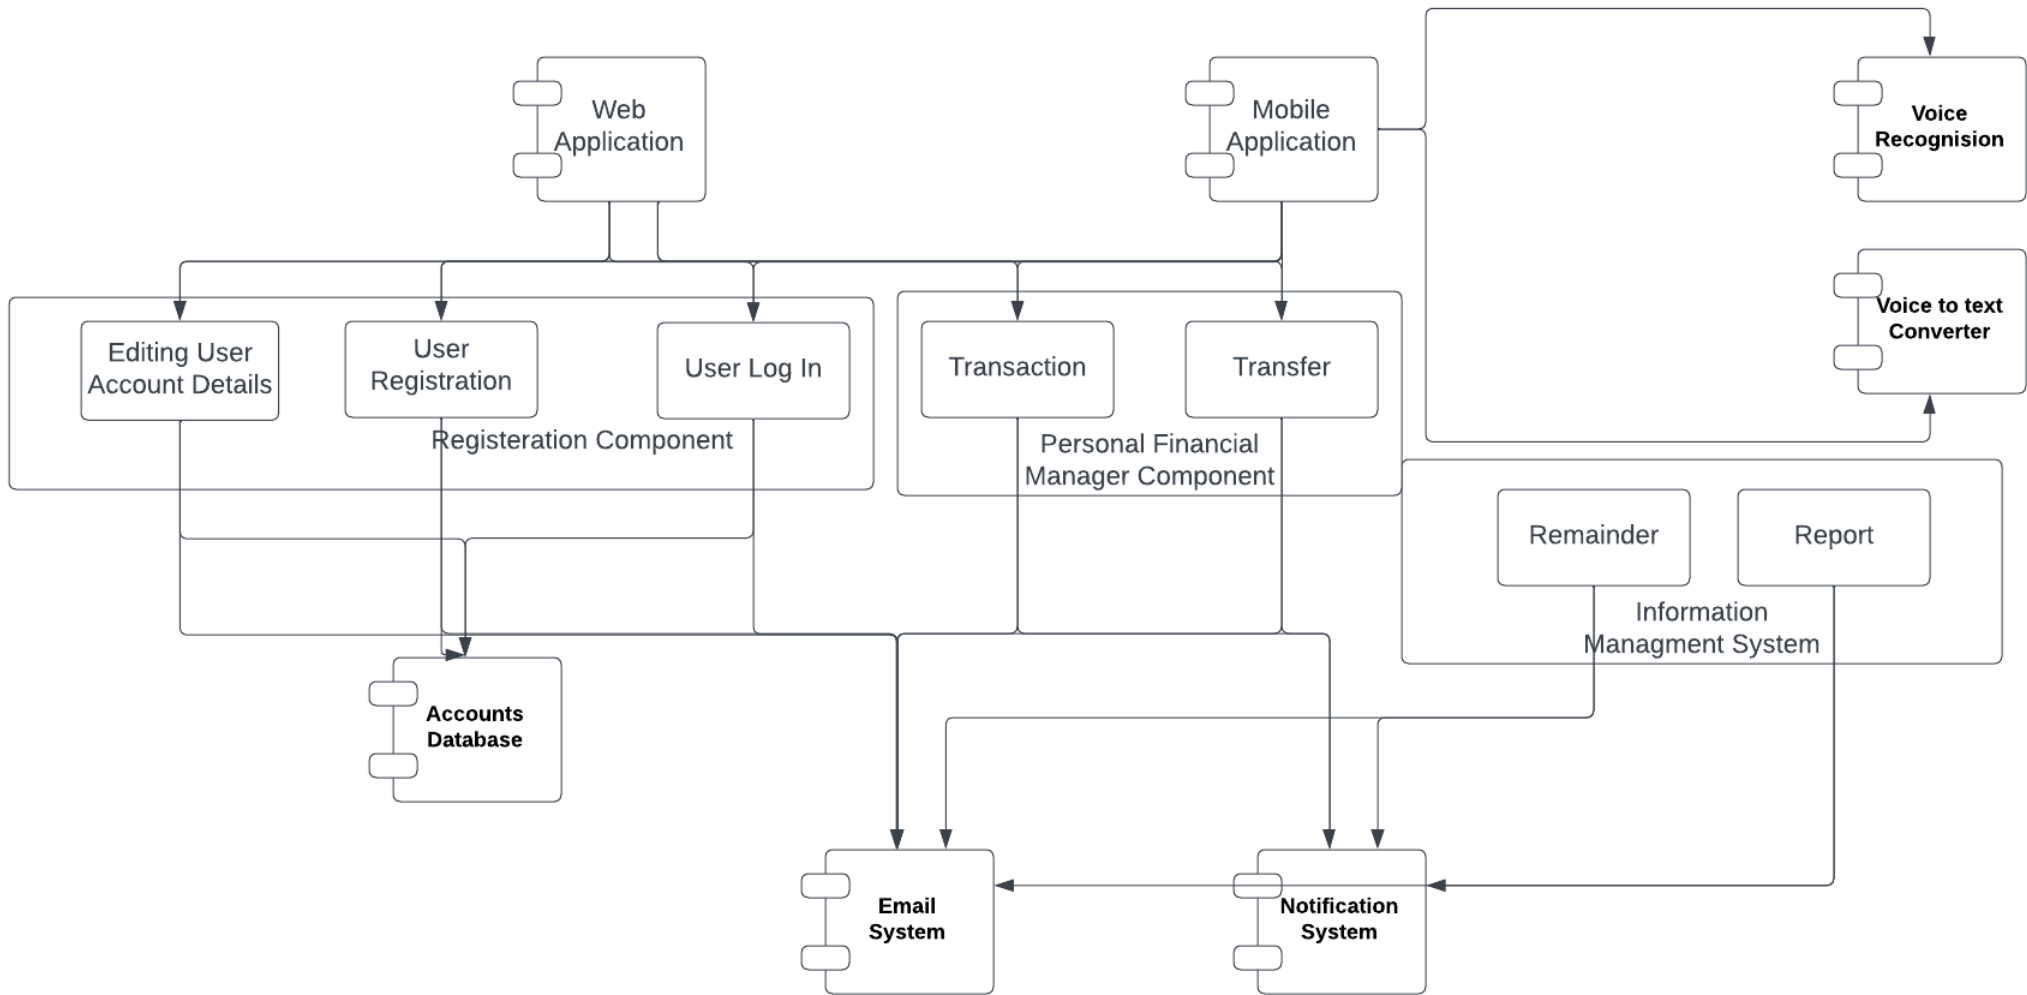 Web
Application
Mobile
Application
Voice
Recognision
Voice to text
Converter
Editing User
Account Details
User
Registration
User Log In
Registeration Component
Transaction
Transfer
Personal Financial
Manager Component
Remainder
Report
Information
Managment System
Accounts
Database
Email
System
Notification
System